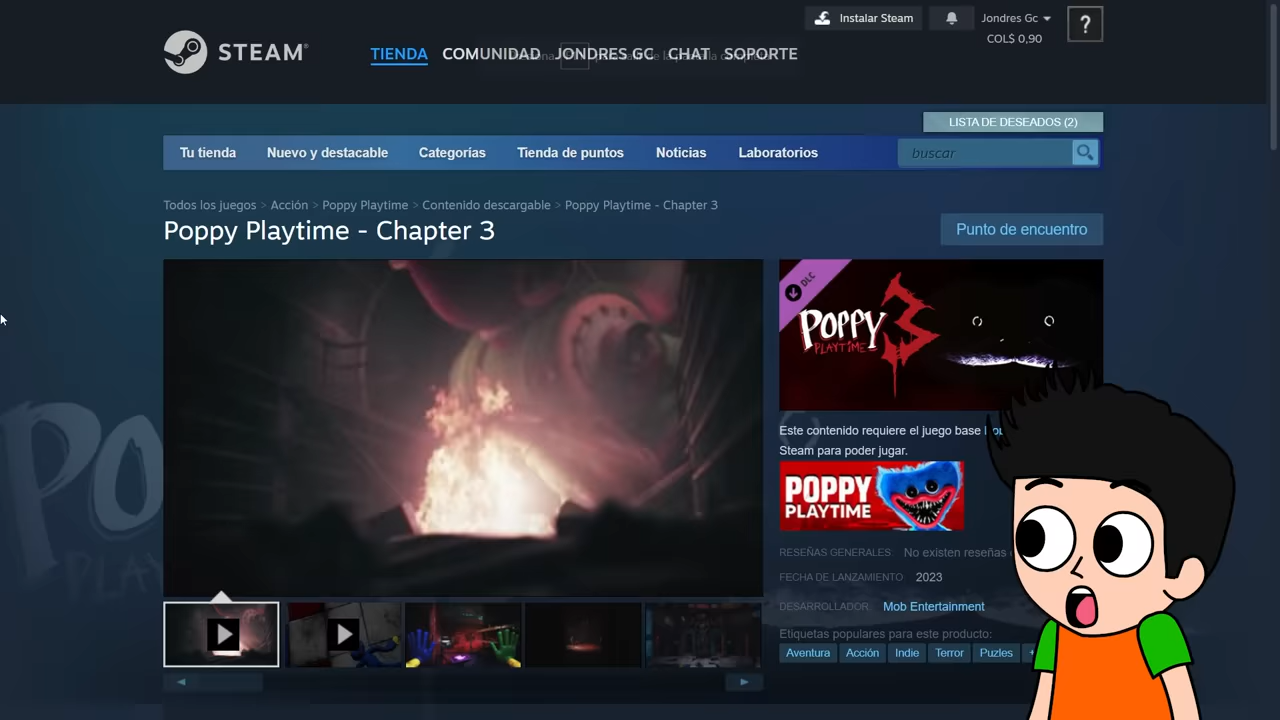 Instalar Steam
Jondres Gc
COL$ 0,90
?
STEAM
TIENDA COMUNIDAD JONDRES GC CHAT SOPORTE
LISTA DE DESEADOS (2)
Tu tienda Nuevo y destacable Categorías Tienda de puntos Noticias Laboratorios buscar
Todos los juegos > Acción > Poppy Playtime > Contenido descargable > Poppy Playtime - Chapter 3
Poppy Playtime - Chapter 3
Punto de encuentro
DLC
POPPY
PLAYTIME
3
Este contenido requiere el juego base
Steam para poder jugar.
POPPY
PLAYTIME
RESEÑAS GENERALES: No existen reseñas
FECHA DE LANZAMIENTO: 2023
DESARROLLADOR: Mob Entertainment
Etiquetas populares para este producto:
Aventura Acción Indie Terror Puzles